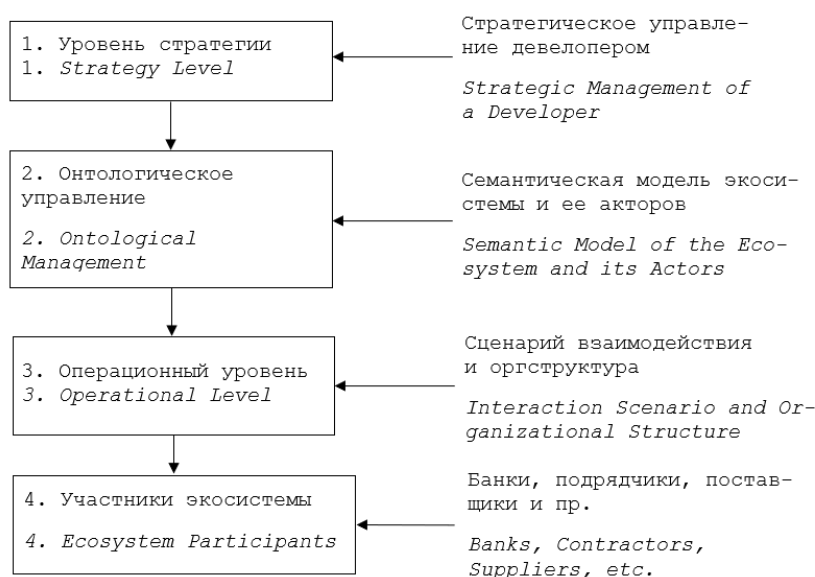 1. Уровень стратегии
1. Strategy Level
Стратегическое управле-
ние девелопером
Strategic Management of
a Developer
2. Онтологическое
управление
2. Ontological
Management
Семантическая модель экоси-
стемы и ее акторов
Semantic Model of the Eco-
system and its Actors
3. Операционный уровень
3. Operational Level
Сценарий взаимодействия
и оргструктура
Interaction Scenario and Or-
ganizational Structure
4. Участники экосистемы
4. Ecosystem Participants
Банки, подрядчики, постав-
щики и пр.
Banks, Contractors,
Suppliers, etc.